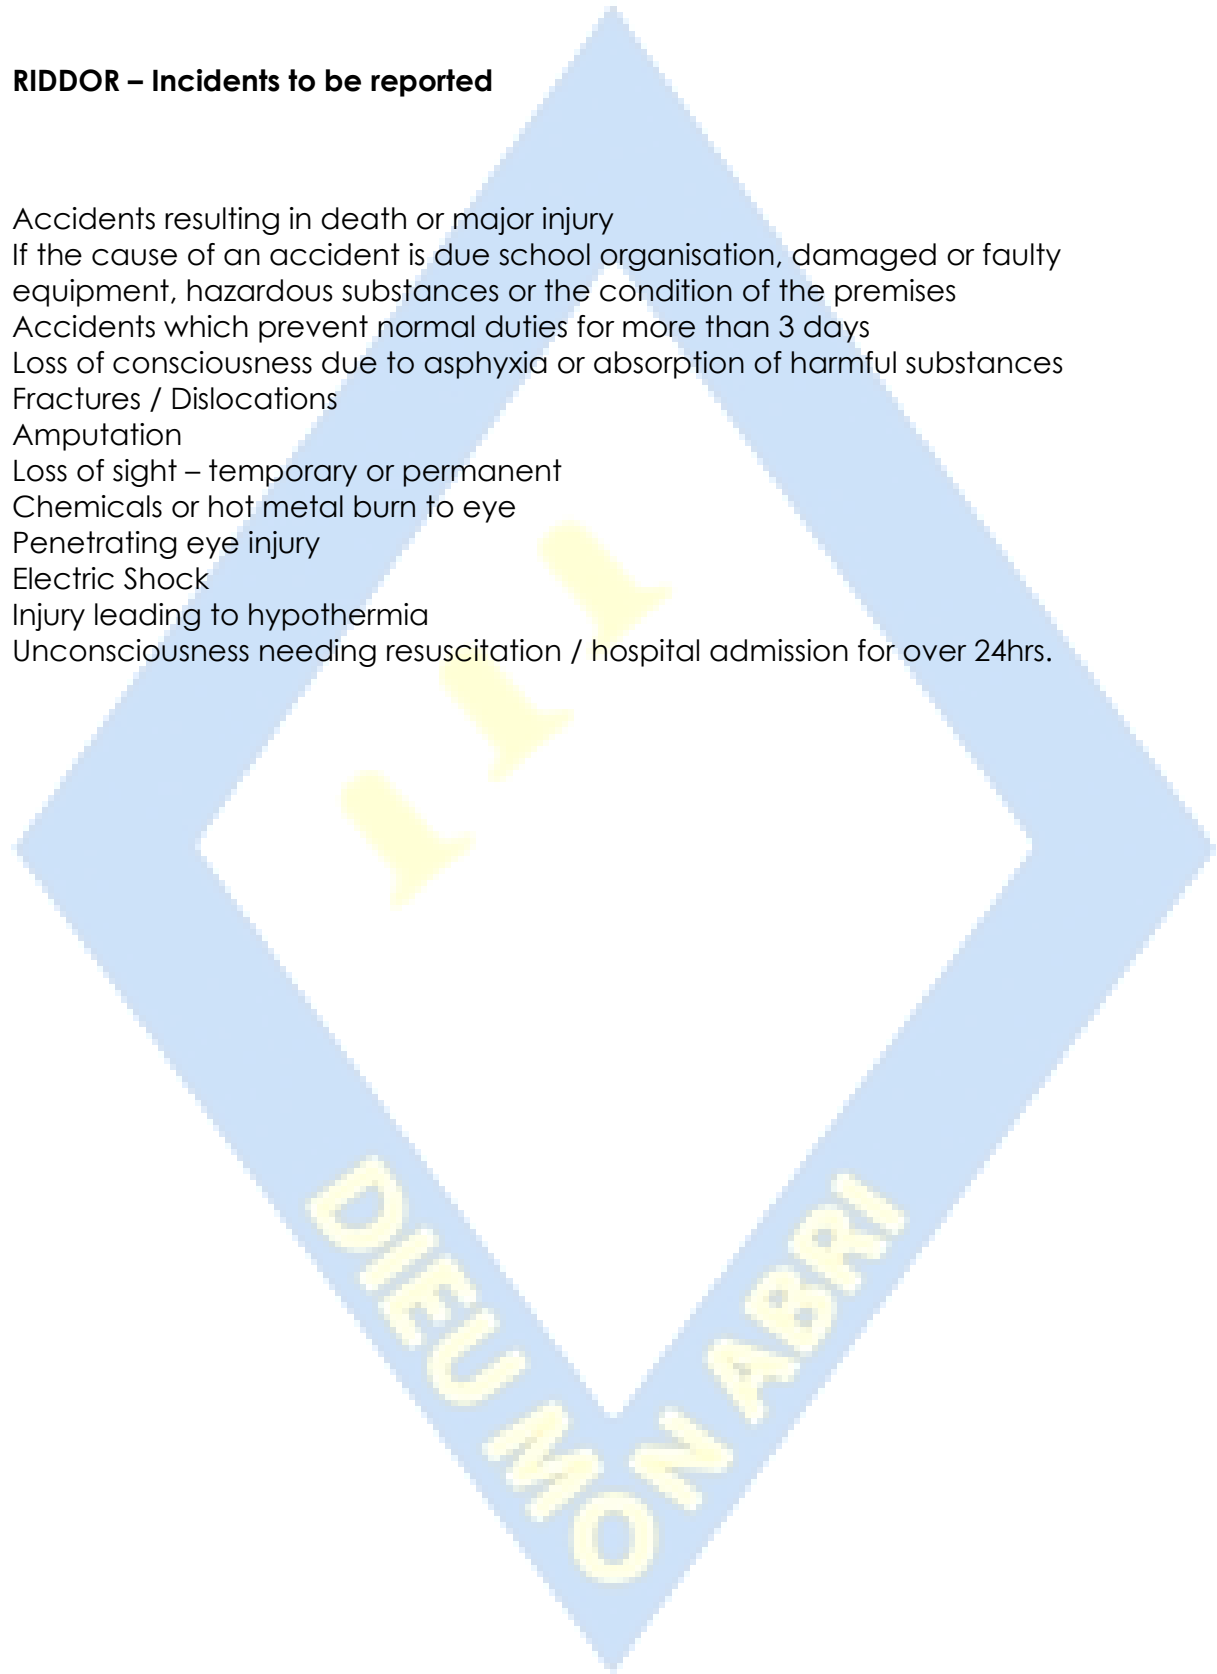 RIDDOR – Incidents to be reported
Accidents resulting in death or major injury
If the cause of an accident is due school organisation, damaged or faulty
equipment, hazardous substances or the condition of the premises
Accidents which prevent normal duties for more than 3 days
Loss of consciousness due to asphyxia or absorption of harmful substances
Fractures / Dislocations
Amputation
Loss of sight – temporary or permanent
Chemicals or hot metal burn to eye
Penetrating eye injury
Electric Shock
Injury leading to hypothermia
Unconsciousness needing resuscitation / hospital admission for over 24hrs.
DIEU MON ABRI